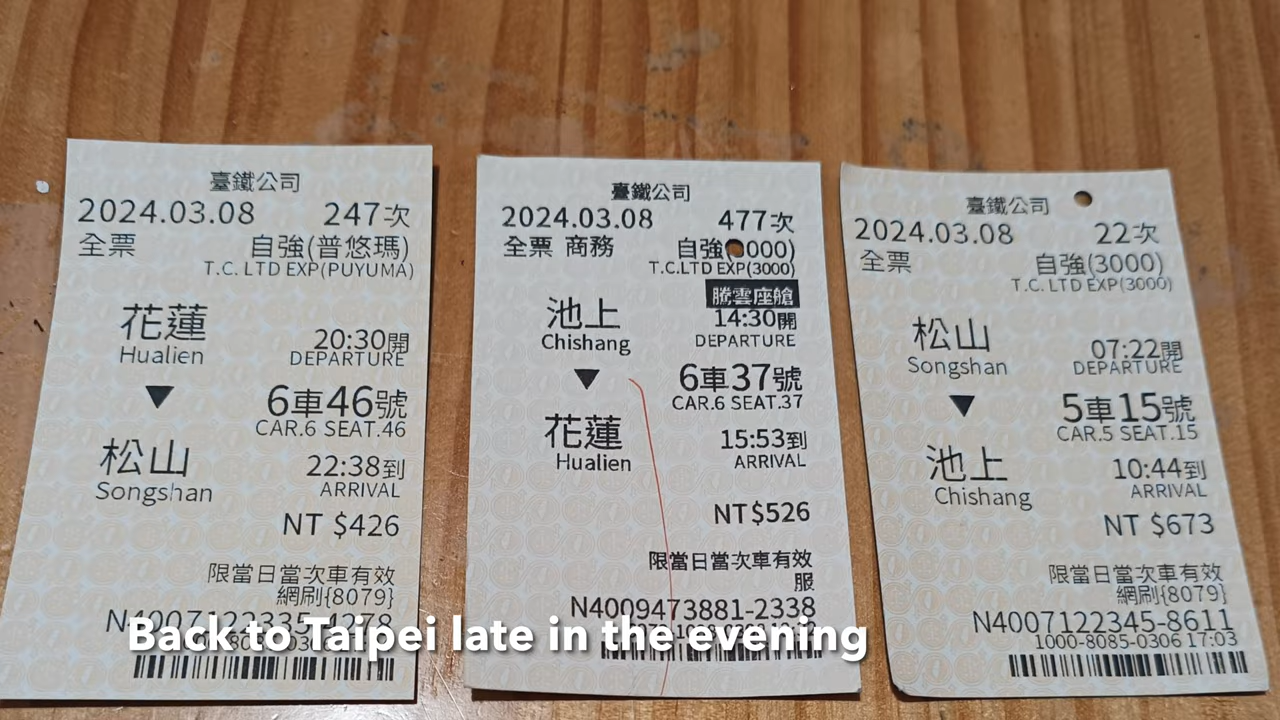 臺鐵公司
2024.03.08 247次
全票 自強(普悠瑪)
T.C. LTD EXP(PUYUMA)
花蓮 20:30開
Hualien DEPARTURE
▼ 6車46號
CAR.6 SEAT.46
松山 22:38到
Songshan ARRIVAL
NT $426
限當日當次車有效
網刷{8079}
臺鐵公司
2024.03.08 477次
全票 商務 自強(000)
T.C.LTD EXP(3000)
騰雲座艙
池上 14:30開
Chishang DEPARTURE
▼ 6車37號
CAR.6 SEAT.37
花蓮 15:53到
Hualien ARRIVAL
NT$526
限當日當次車有效
服
N4009473881-2338
臺鐵公司
2024.03.08 22次
全票 自強(3000)
T.C. LTD EXP(3000)
松山 07:22開
Songshan DEPARTURE
▼ 5車15號
CAR.5 SEAT.15
池上 10:44到
Chishang ARRIVAL
NT $673
限當日當次車有效
網刷{8079}
N4007122345-8611
1000-8085-0306 17:03
Back to Taipei late in the evening